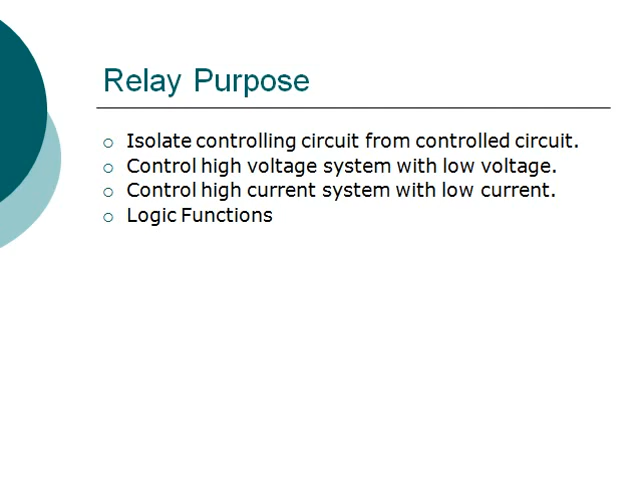 Relay Purpose
Isolate controlling circuit from controlled circuit.
Control high voltage system with low voltage.
Control high current system with low current.
Logic Functions